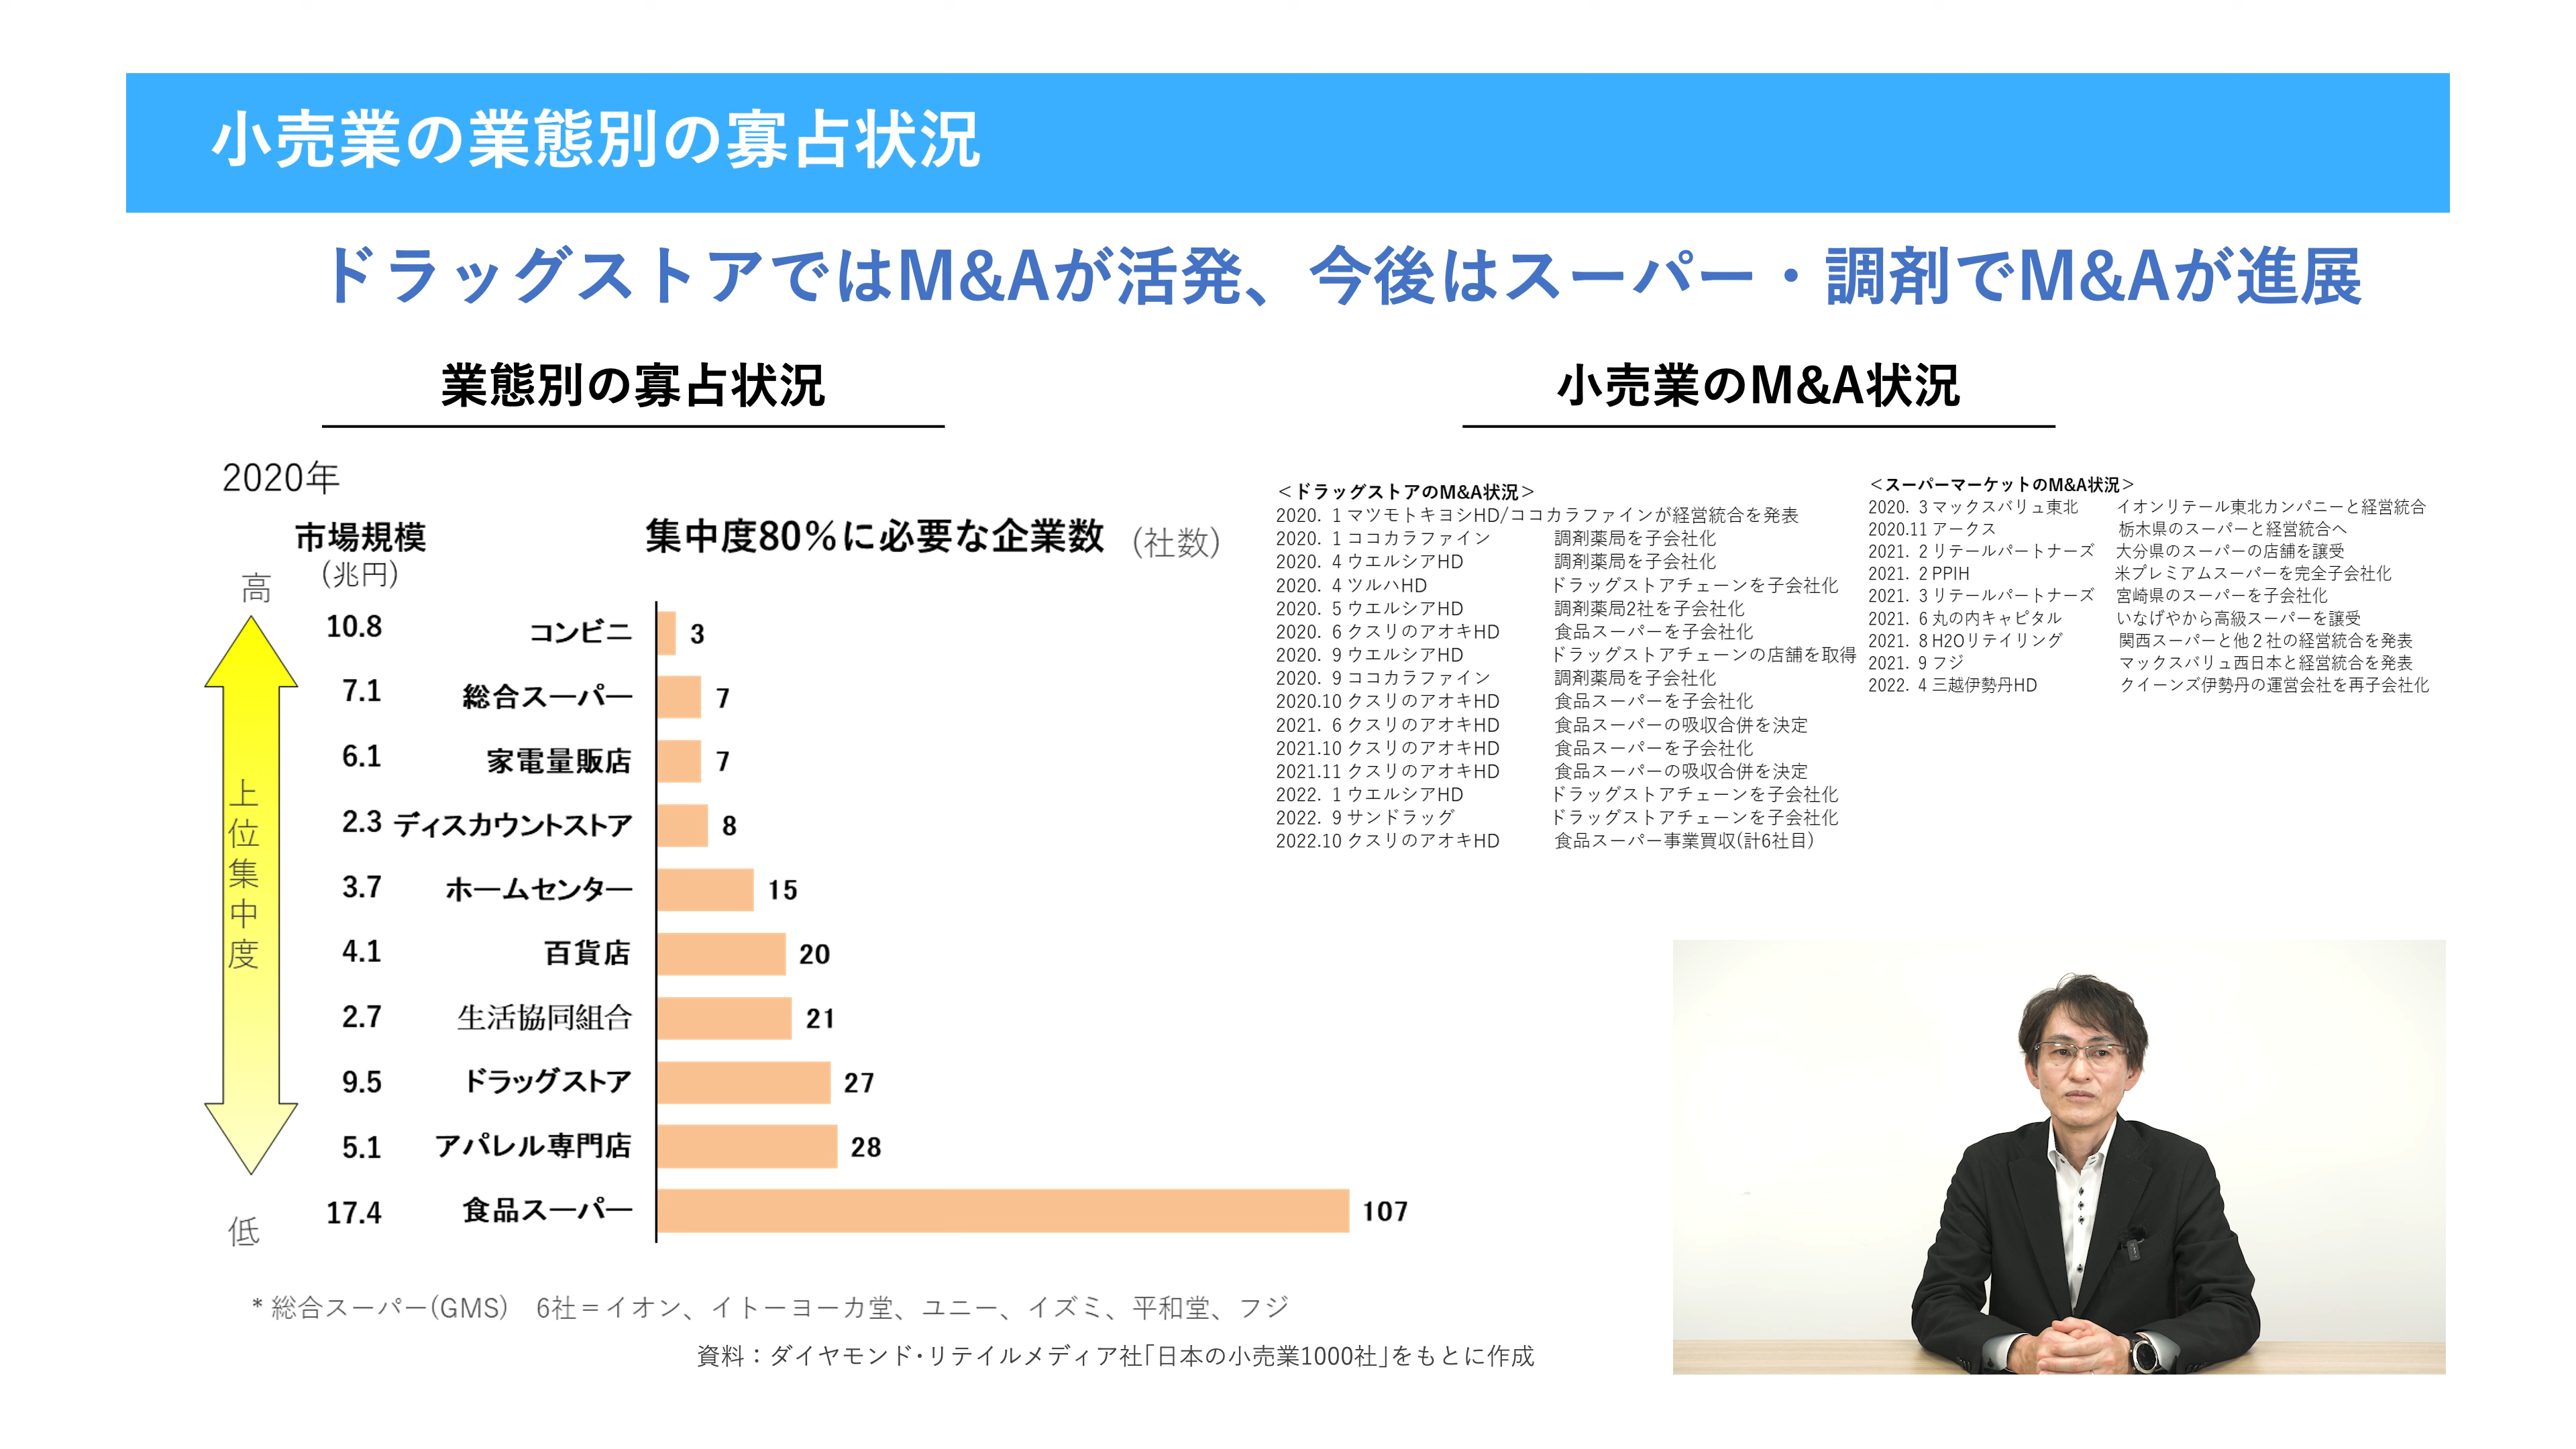 小売業の業態別の寡占状況
ドラッグストアではM&Aが活発、今後はスーパー・調剤でM&Aが進展
業態別の寡占状況
2020年
市場規模
(兆円)
集中度80%に必要な企業数 (社数)
高
上位集中度
低
10.8 コンビニ 3
7.1 総合スーパー 7
6.1 家電量販店 7
2.3 ディスカウントストア 8
3.7 ホームセンター 15
4.1 百貨店 20
2.7 生活協同組合 21
9.5 ドラッグストア 27
5.1 アパレル専門店 28
17.4 食品スーパー 107
* 総合スーパー(GMS) 6社＝イオン、イトーヨーカ堂、ユニー、イズミ、平和堂、フジ
資料：ダイヤモンド・リテイルメディア社「日本の小売業1000社」をもとに作成
小売業のM&A状況
＜ドラッグストアのM&A状況＞
2020. 1 マツモトキヨシHD/ココカラファインが経営統合を発表
2020. 1 ココカラファイン 調剤薬局を子会社化
2020. 4 ウエルシアHD 調剤薬局を子会社化
2020. 4 ツルハHD ドラッグストアチェーンを子会社化
2020. 5 ウエルシアHD 調剤薬局2社を子会社化
2020. 6 クスリのアオキHD 食品スーパーを子会社化
2020. 9 ウエルシアHD ドラッグストアチェーンの店舗を取得
2020. 9 ココカラファイン 調剤薬局を子会社化
2020.10 クスリのアオキHD 食品スーパーを子会社化
2021. 6 クスリのアオキHD 食品スーパーの吸収合併を決定
2021.10 クスリのアオキHD 食品スーパーを子会社化
2021.11 クスリのアオキHD 食品スーパーの吸収合併を決定
2022. 1 ウエルシアHD ドラッグストアチェーンを子会社化
2022. 9 サンドラッグ ドラッグストアチェーンを子会社化
2022.10 クスリのアオキHD 食品スーパー事業買収(計6社目)
＜スーパーマーケットのM&A状況＞
2020. 3 マックスバリュ東北 イオンリテール東北カンパニーと経営統合
2020.11 アークス 栃木県のスーパーと経営統合へ
2021. 2 リテールパートナーズ 大分県のスーパーの店舗を譲受
2021. 2 PPIH 米プレミアムスーパーを完全子会社化
2021. 3 リテールパートナーズ 宮崎県のスーパーを子会社化
2021. 6 丸の内キャピタル いなげやから高級スーパーを譲受
2021. 8 H2Oリテイリング 関西スーパーと他２社の経営統合を発表
2021. 9 フジ マックスバリュ西日本と経営統合を発表
2022. 4 三越伊勢丹HD クイーンズ伊勢丹の運営会社を再子会社化